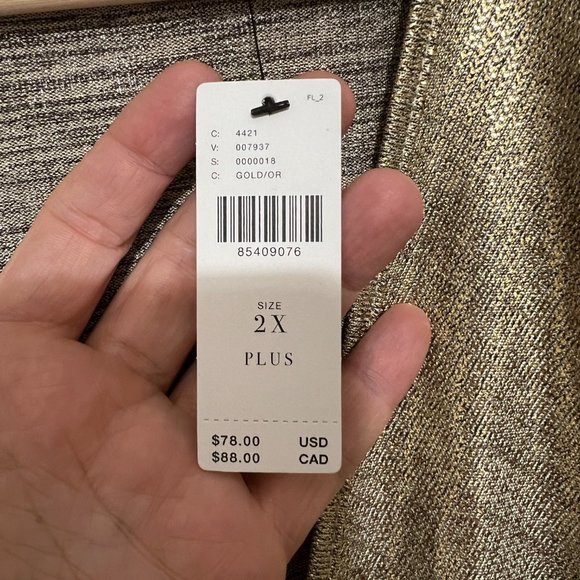 FL_2
C: 4421
V: 007937
S: 0000018
C: GOLD/OR
85409076
SIZE
2X
PLUS
$78.00 USD
$88.00 CAD